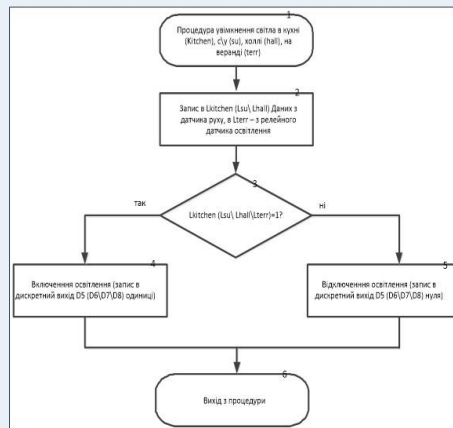 1
Процедура увімкнення світла в кухні
(Kitchen), с\у (su), холлі (hall), на
веранді (terr)
2
Запис в Lkitchen (Lsu\ Lhall) Даних з
датчика руху, в Lterr – з релейного
датчика освітлення
3
так
ні
Lkitchen (Lsu\ Lhall\Lterr)=1?
4
Включенння освітлення (запис в
дискретний вихід D5 (D6\D7\D8) одиниці)
5
Відключенння освітлення (запис в
дискретний вихід D5 (D6\D7\D8) нуля)
6
Вихід з процедури